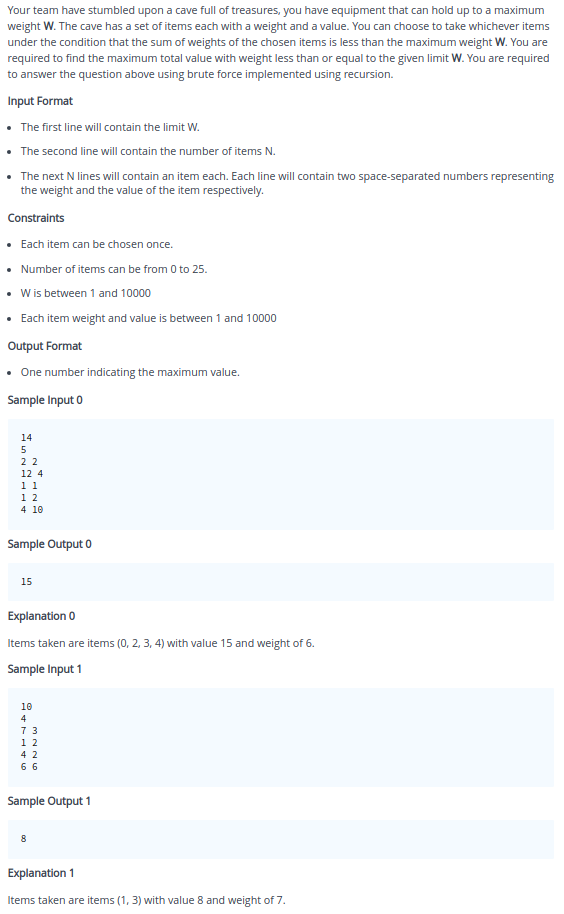 Your team have stumbled upon a cave full of treasures, you have equipment that can hold up to a maximum
weight W. The cave has a set of items each with a weight and a value. You can choose to take whichever items
under the condition that the sum of weights of the chosen items is less than the maximum weight W. You are
required to find the maximum total value with weight less than or equal to the given limit W. You are required
to answer the question above using brute force implemented using recursion.
Input Format
• The first line will contain the limit W.
• The second line will contain the number of items N.
• The next N lines will contain an item each. Each line will contain two space-separated numbers representing
the weight and the value of the item respectively.
Constraints
• Each item can be chosen once.
• Number of items can be from 0 to 25.
• W is between 1 and 10000
• Each item weight and value is between 1 and 10000
Output Format
• One number indicating the maximum value.
Sample Input 0
14
5
2 2
12 4
1 1
1 2
4 10
Sample Output 0
15
Explanation 0
Items taken are items (0, 2, 3, 4) with value 15 and weight of 6.
Sample Input 1
10
4
7 3
1 2
4 2
6 6
Sample Output 1
8
Explanation 1
Items taken are items (1, 3) with value 8 and weight of 7.